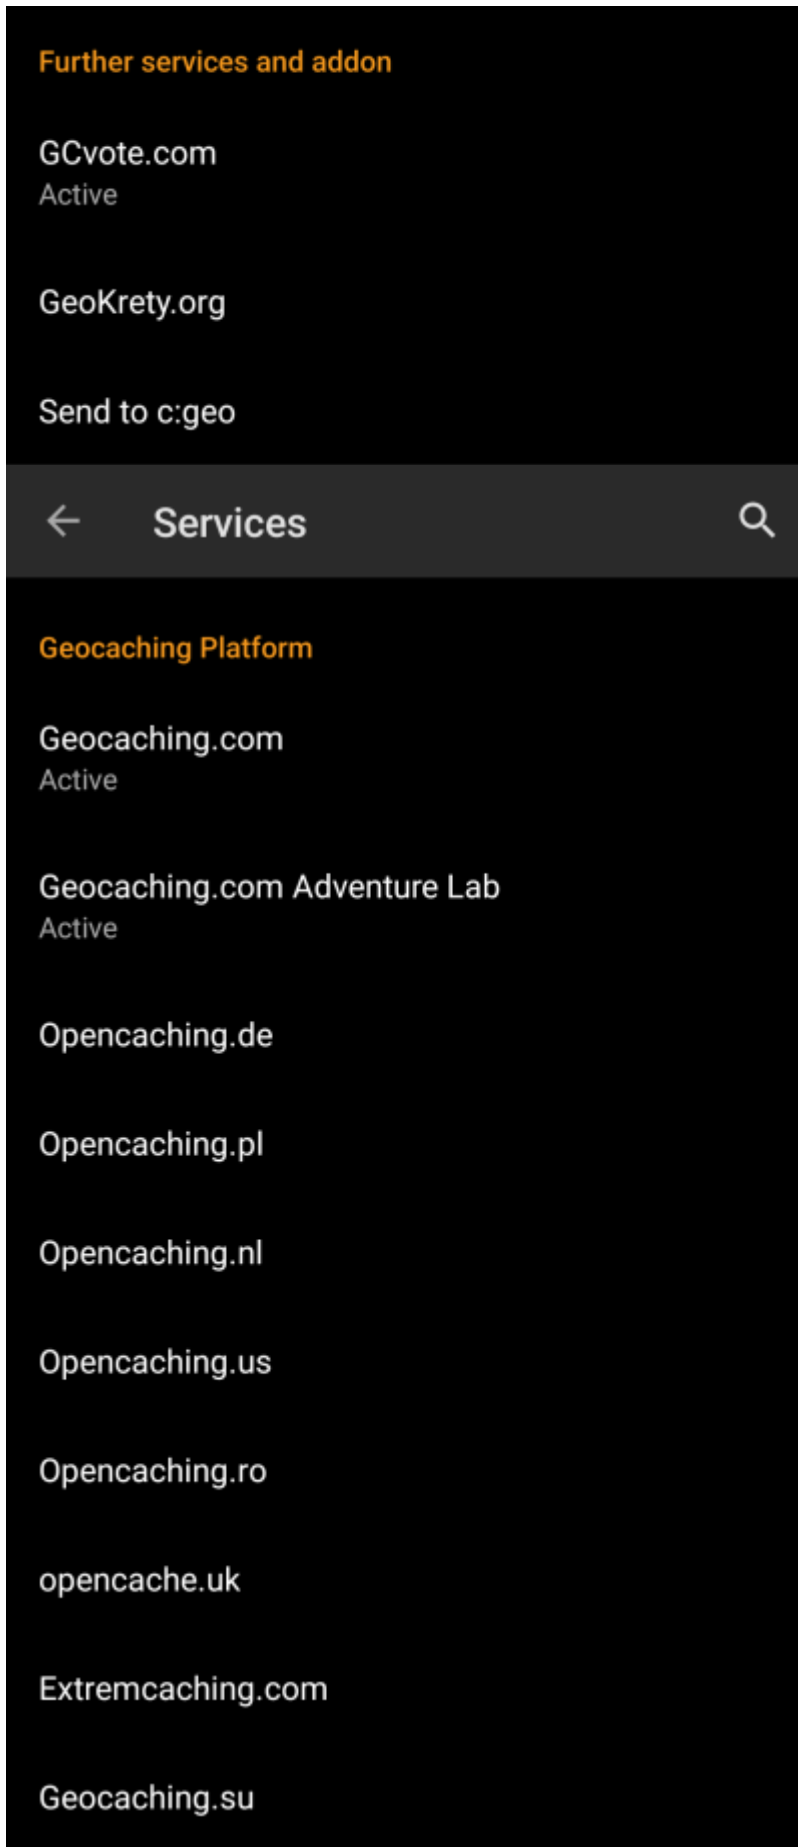 Further services and addon
GCvote.com
Active
GeoKrety.org
Send to c:geo
Services
Geocaching Platform
Geocaching.com
Active
Geocaching.com Adventure Lab
Active
Opencaching.de
Opencaching.pl
Opencaching.nl
Opencaching.us
Opencaching.ro
opencache.uk
Extremcaching.com
Geocaching.su